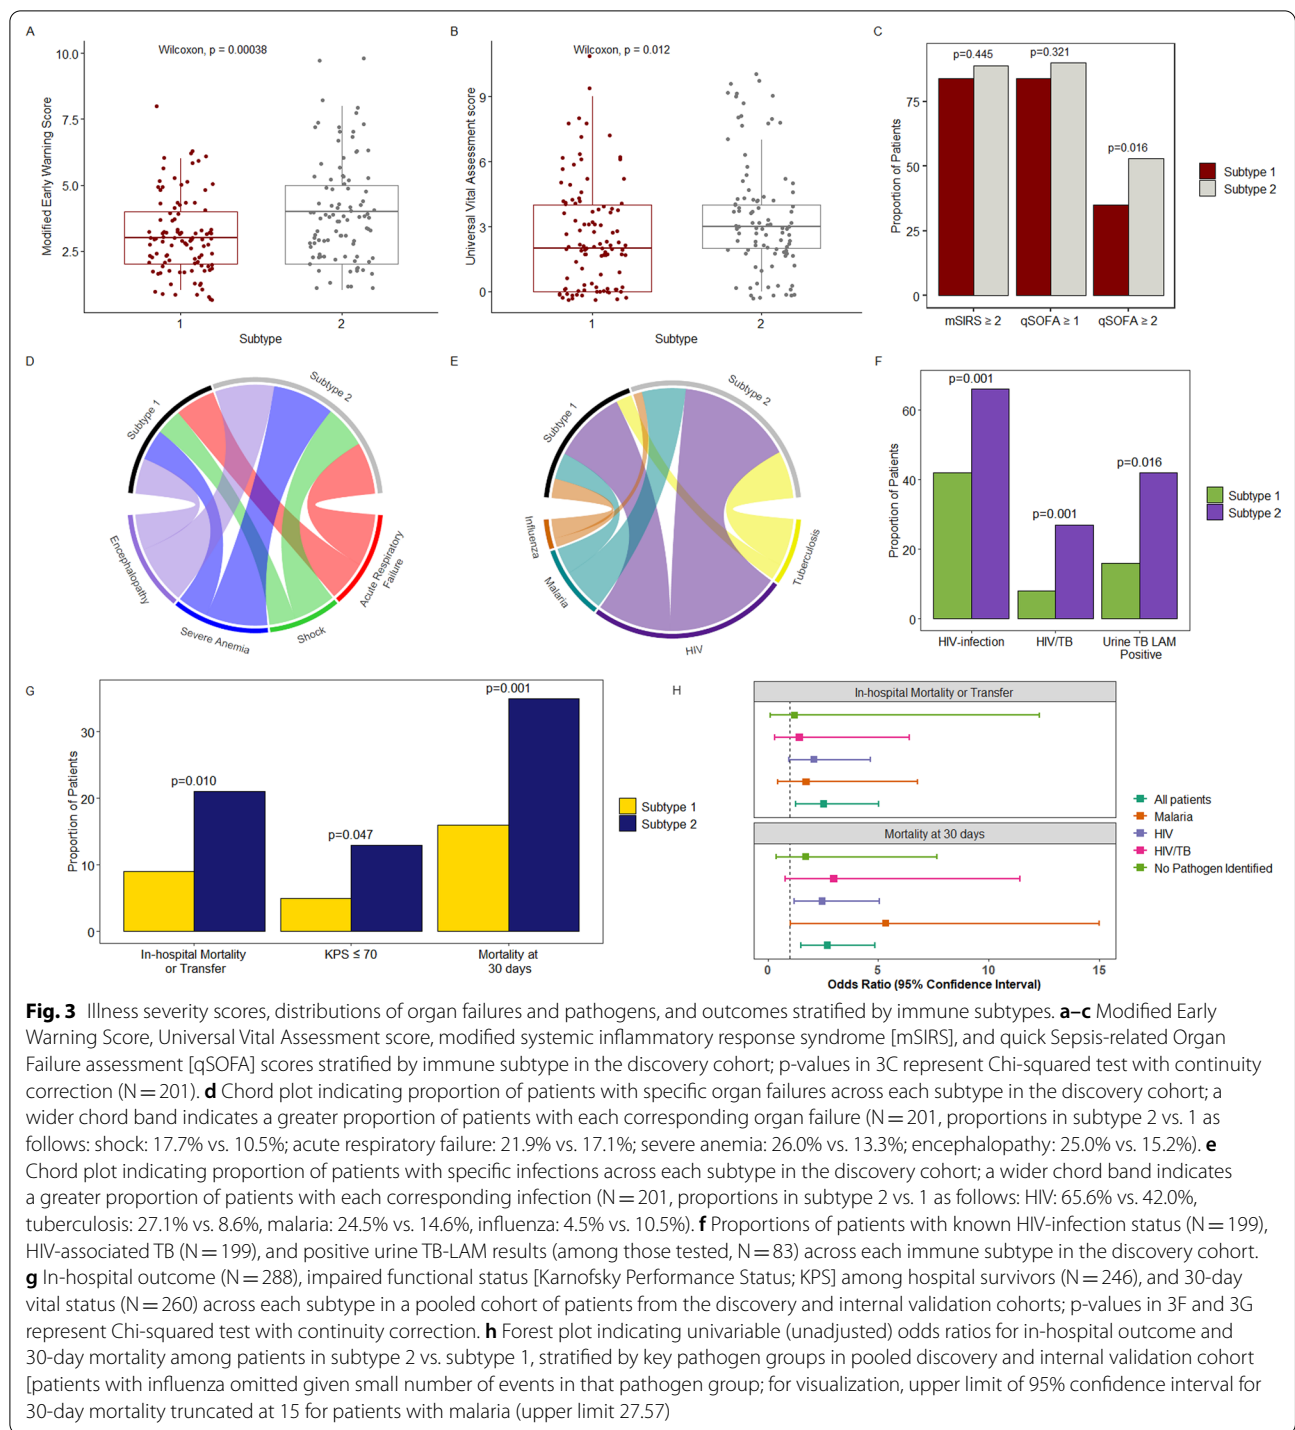 A
Wilcoxon, p = 0.00038
10.0
7.5
5.0
2.5
Modified Early Warning Score
1
2
Subtype
B
Wilcoxon, p = 0.012
9
6
3
0
Universal Vital Assessment score
1
2
Subtype
C
p=0.445
p=0.321
p=0.016
75
50
25
0
Proportion of Patients
mSIRS ≥ 2
qSOFA ≥ 1
qSOFA ≥ 2
Subtype 1
Subtype 2
D
Subtype 1
Subtype 2
Encephalopathy
Severe Anemia
Shock
Acute Respiratory
Failure
E
Subtype 1
Subtype 2
Influenza
Malaria
HIV
Tuberculosis
F
p=0.001
p=0.001
p=0.016
60
40
20
0
Proportion of Patients
HIV-infection
HIV/TB
Urine TB LAM
Positive
Subtype 1
Subtype 2
G
p=0.010
p=0.047
p=0.001
30
20
10
0
Proportion of Patients
In-hospital Mortality
or Transfer
KPS ≤ 70
Mortality at
30 days
Subtype 1
Subtype 2
H
In-hospital Mortality or Transfer
Mortality at 30 days
0
5
10
15
Odds Ratio (95% Confidence Interval)
All patients
Malaria
HIV
HIV/TB
No Pathogen Identified
Fig. 3 Illness severity scores, distributions of organ failures and pathogens, and outcomes stratified by immune subtypes. a–c Modified Early
Warning Score, Universal Vital Assessment score, modified systemic inflammatory response syndrome [mSIRS], and quick Sepsis-related Organ
Failure assessment [qSOFA] scores stratified by immune subtype in the discovery cohort; p-values in 3C represent Chi-squared test with continuity
correction (N = 201). d Chord plot indicating proportion of patients with specific organ failures across each subtype in the discovery cohort; a
wider chord band indicates a greater proportion of patients with each corresponding organ failure (N = 201, proportions in subtype 2 vs. 1 as
follows: shock: 17.7% vs. 10.5%; acute respiratory failure: 21.9% vs. 17.1%; severe anemia: 26.0% vs. 13.3%; encephalopathy: 25.0% vs. 15.2%). e
Chord plot indicating proportion of patients with specific infections across each subtype in the discovery cohort; a wider chord band indicates
a greater proportion of patients with each corresponding infection (N = 201, proportions in subtype 2 vs. 1 as follows: HIV: 65.6% vs. 42.0%,
tuberculosis: 27.1% vs. 8.6%, malaria: 24.5% vs. 14.6%, influenza: 4.5% vs. 10.5%). f Proportions of patients with known HIV-infection status (N = 199),
HIV-associated TB (N = 199), and positive urine TB-LAM results (among those tested, N = 83) across each immune subtype in the discovery cohort.
g In-hospital outcome (N = 288), impaired functional status [Karnofsky Performance Status; KPS] among hospital survivors (N = 246), and 30-day
vital status (N = 260) across each subtype in a pooled cohort of patients from the discovery and internal validation cohorts; p-values in 3F and 3G
represent Chi-squared test with continuity correction. h Forest plot indicating univariable (unadjusted) odds ratios for in-hospital outcome and
30-day mortality among patients in subtype 2 vs. subtype 1, stratified by key pathogen groups in pooled discovery and internal validation cohort
[patients with influenza omitted given small number of events in that pathogen group; for visualization, upper limit of 95% confidence interval for
30-day mortality truncated at 15 for patients with malaria (upper limit 27.57)